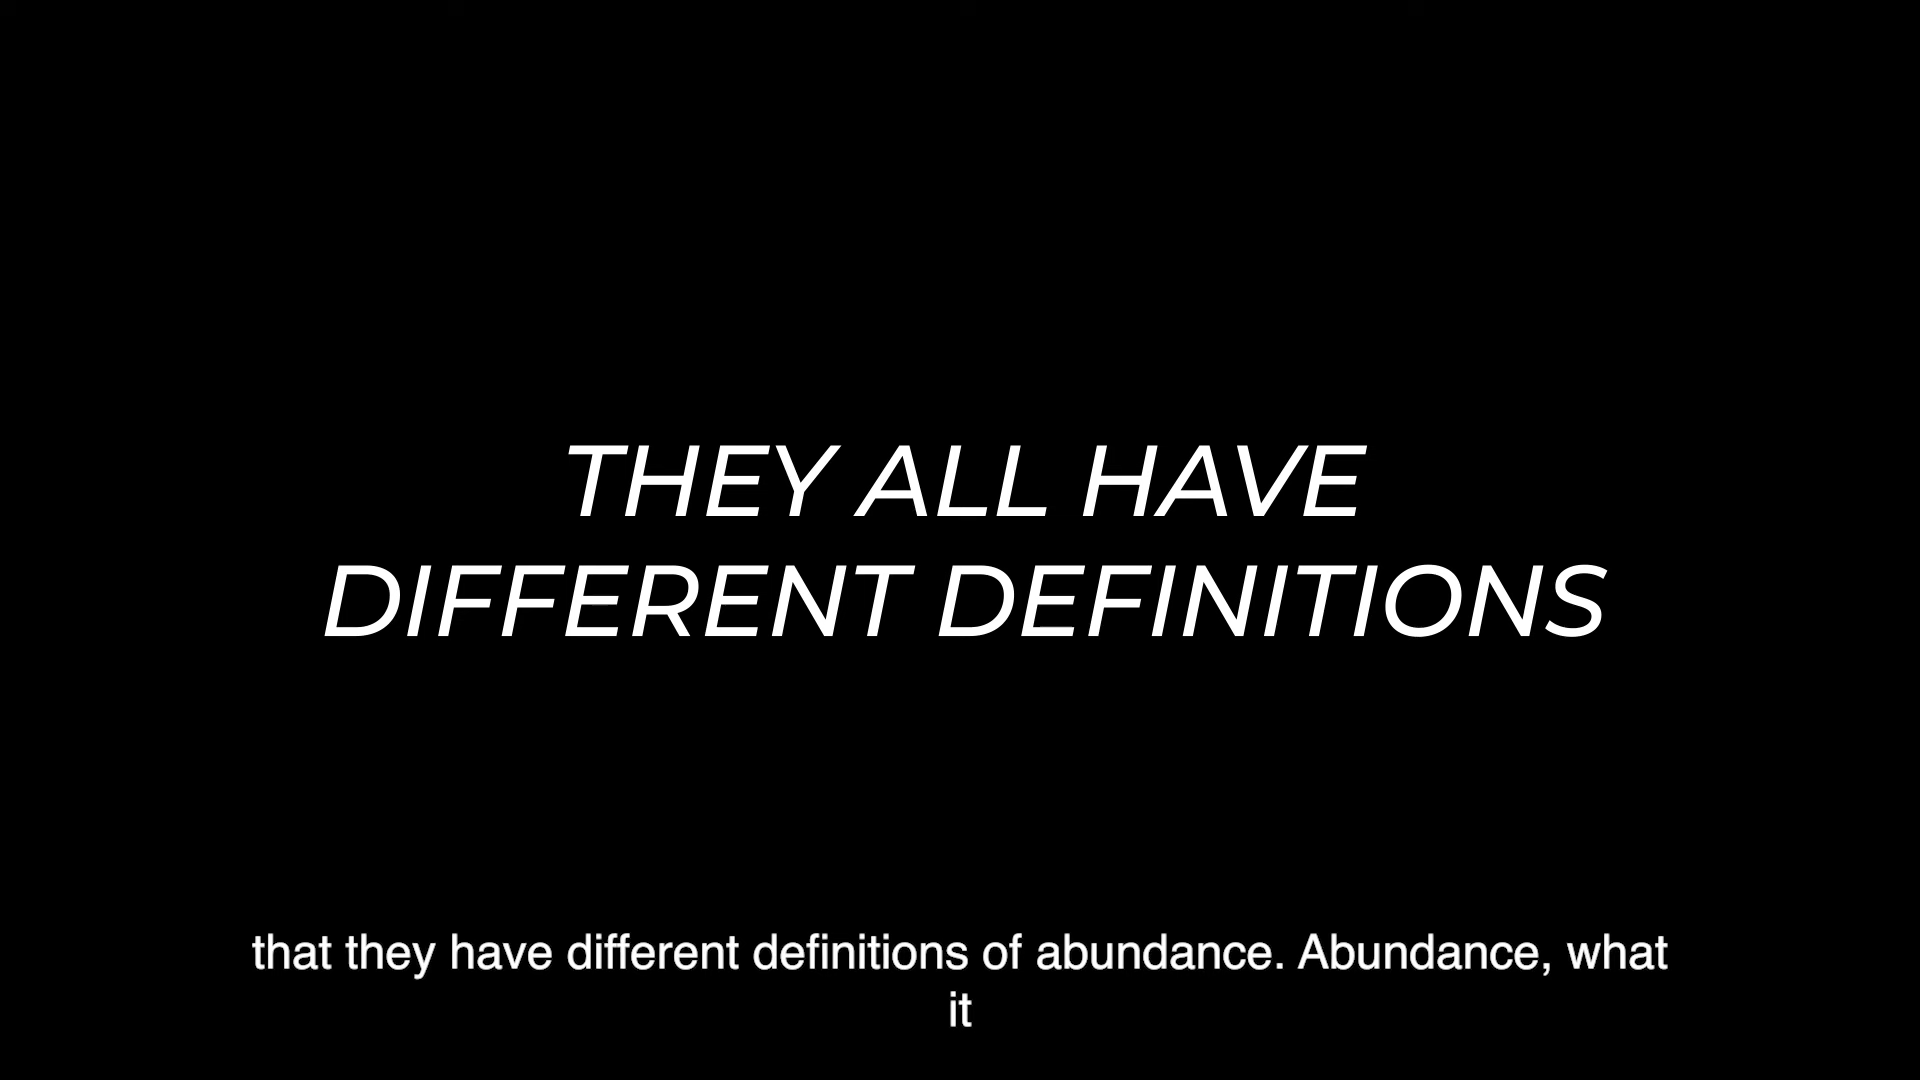 THEY ALL HAVE
DIFFERENT DEFINITIONS
that they have different definitions of abundance. Abundance, what
it